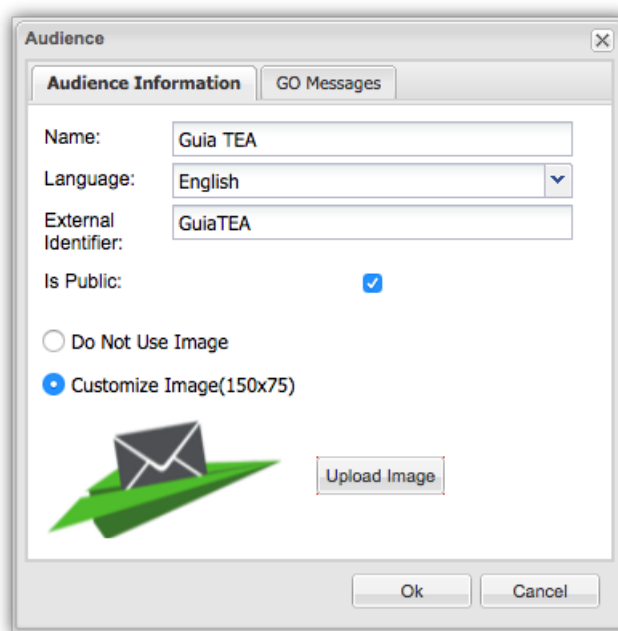 Audience
Audience Information
GO Messages
Name:
Guia TEA
Language:
English
External
Identifier:
GuiaTEA
Is Public:
Do Not Use Image
Customize Image(150x75)
Upload Image
Ok
Cancel